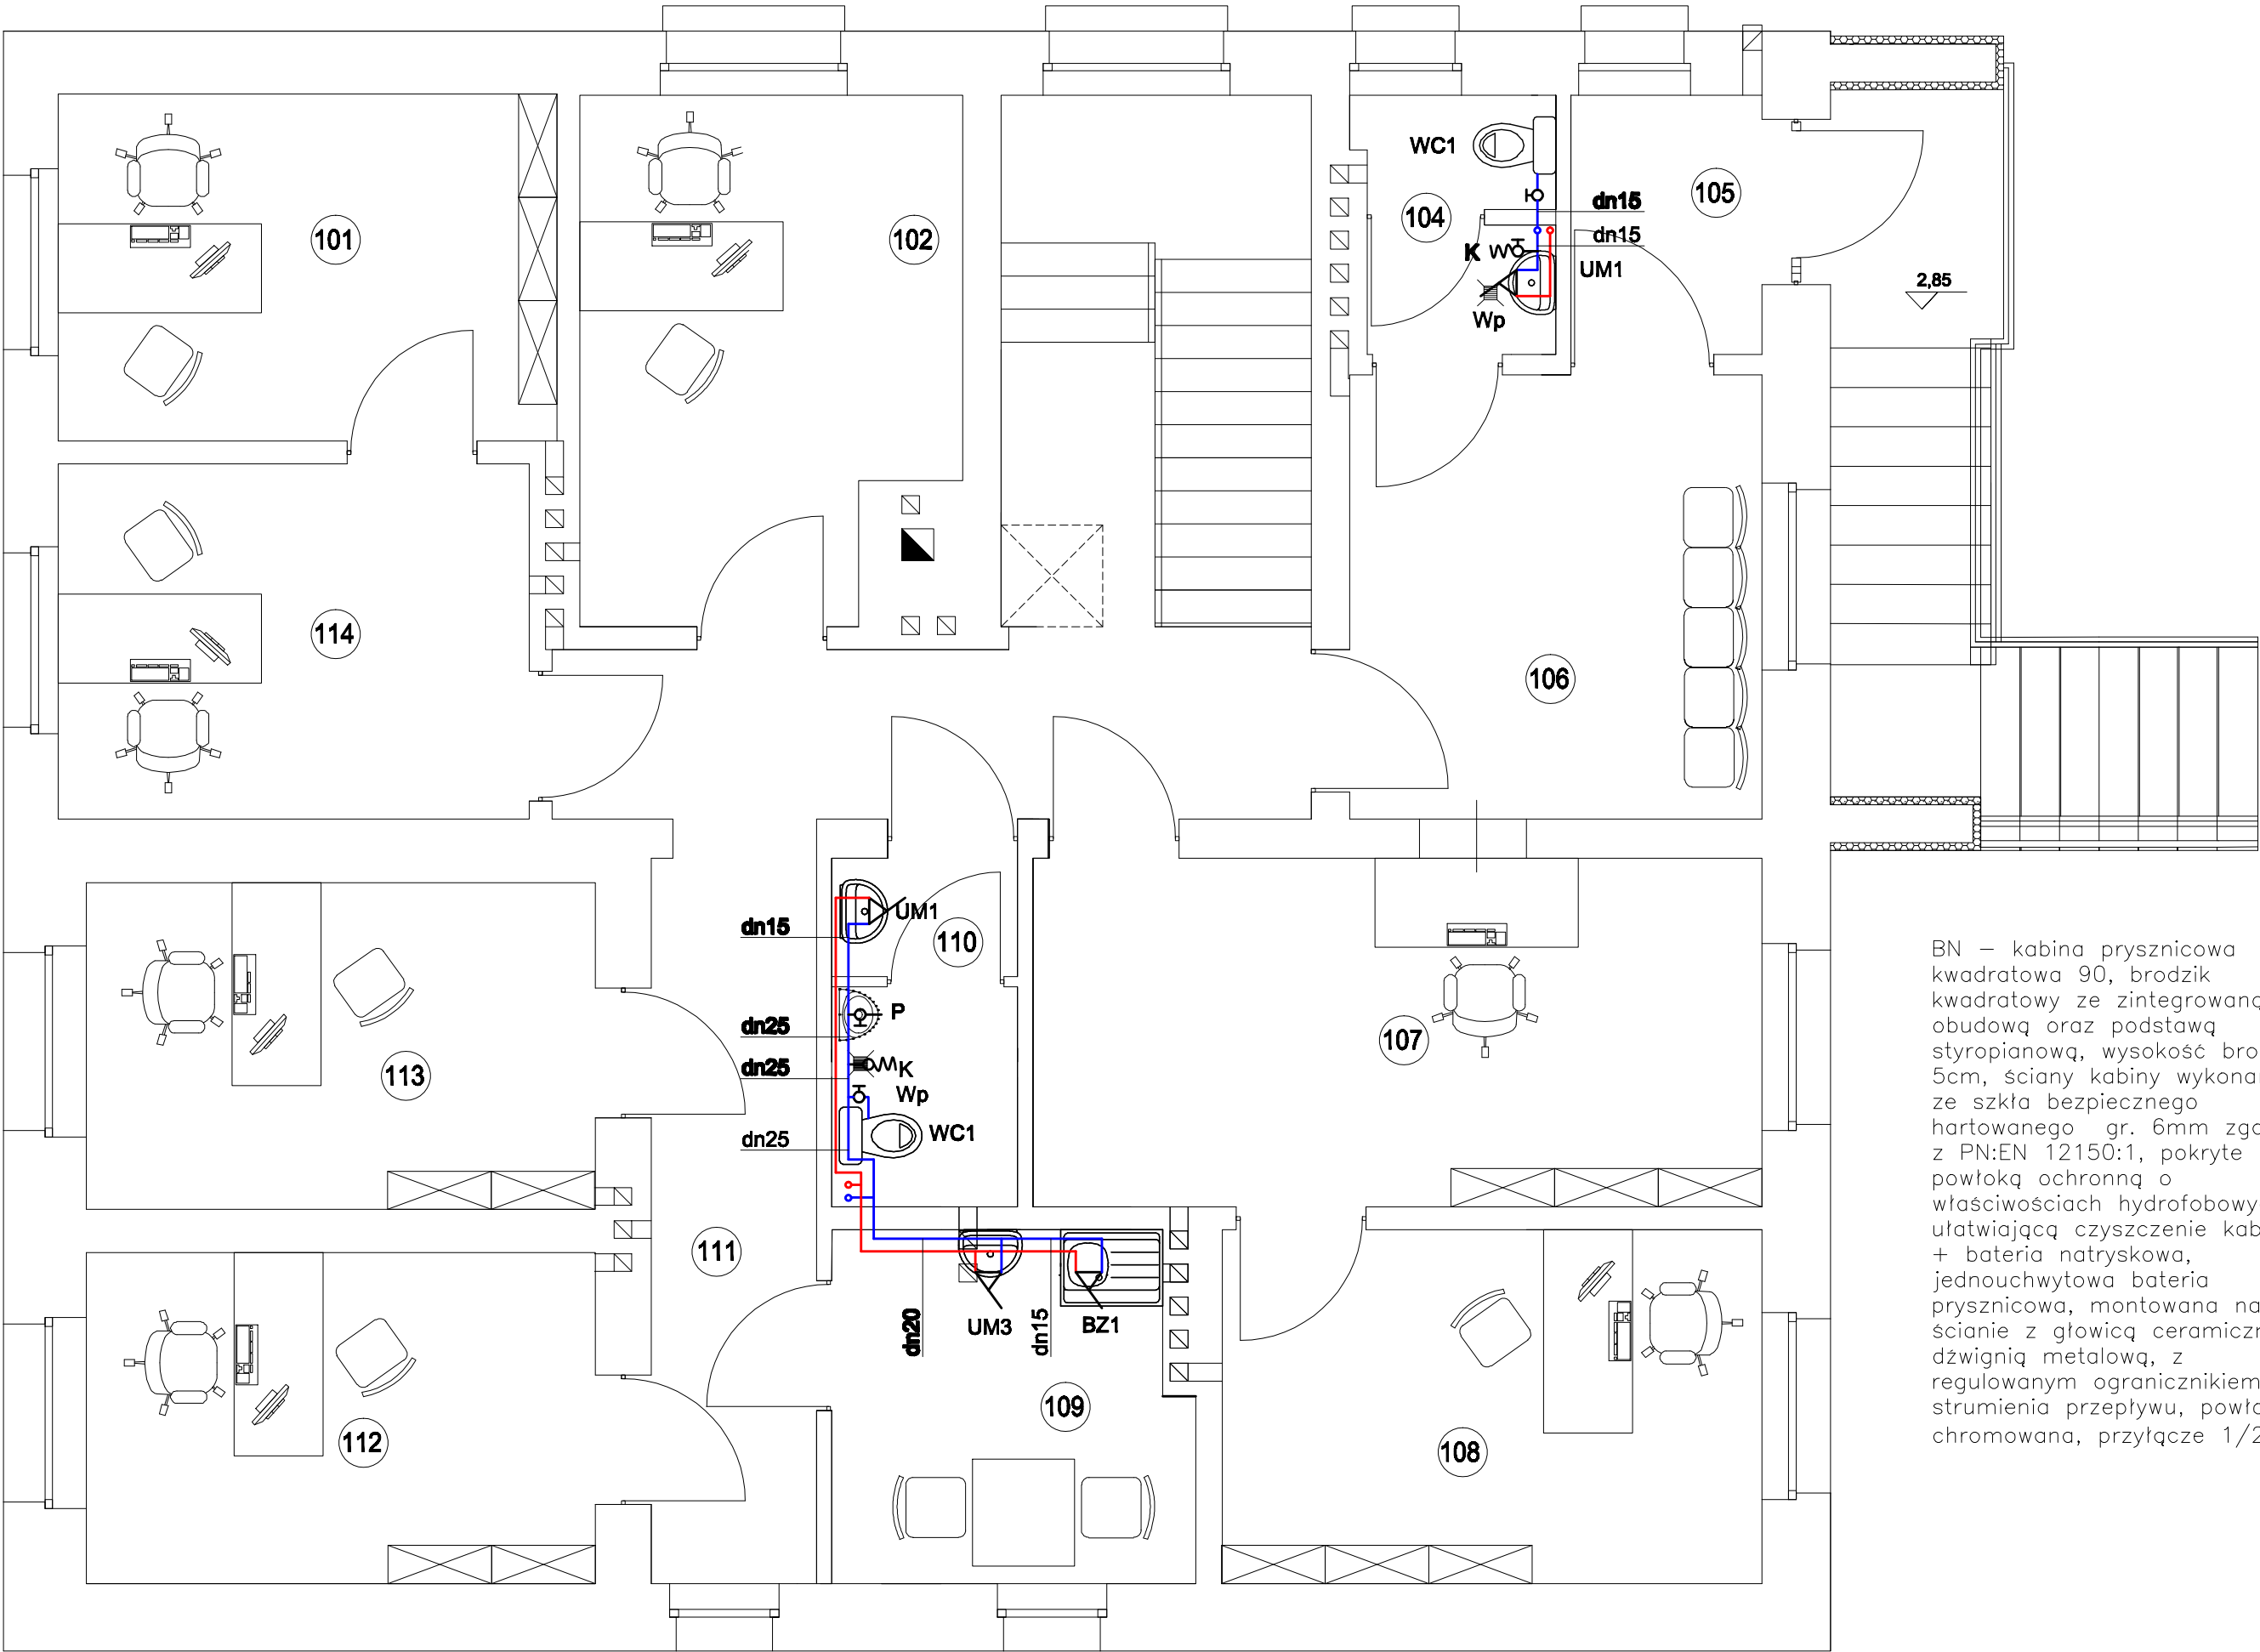 WC1
104
105
dn15
dn15
K
UM1
Wp
2,85
101
102
114
106
UM1
dn15
110
P
dn25
K
dn25
Wp
dn25
WC1
107
113
111
dn20
UM3
dn15
BZ1
109
112
108
BN – kabina prysznicowa
kwadratowa 90, brodzik
kwadratowy ze zintegrowaną
obudową oraz podstawą
styropianową, wysokość bro
5cm, ściany kabiny wykona
ze szkła bezpiecznego
hartowanego gr. 6mm zgo
z PN:EN 12150:1, pokryte
powłoką ochronną o
właściwościach hydrofobowy
ułatwiającą czyszczenie kab
+ bateria natryskowa,
jednouchwytowa bateria
prysznicowa, montowana na
ścianie z głowicą ceramiczn
dźwignią metalową, z
regulowanym ogranicznikiem
strumienia przepływu, powło
chromowana, przyłącze 1/2